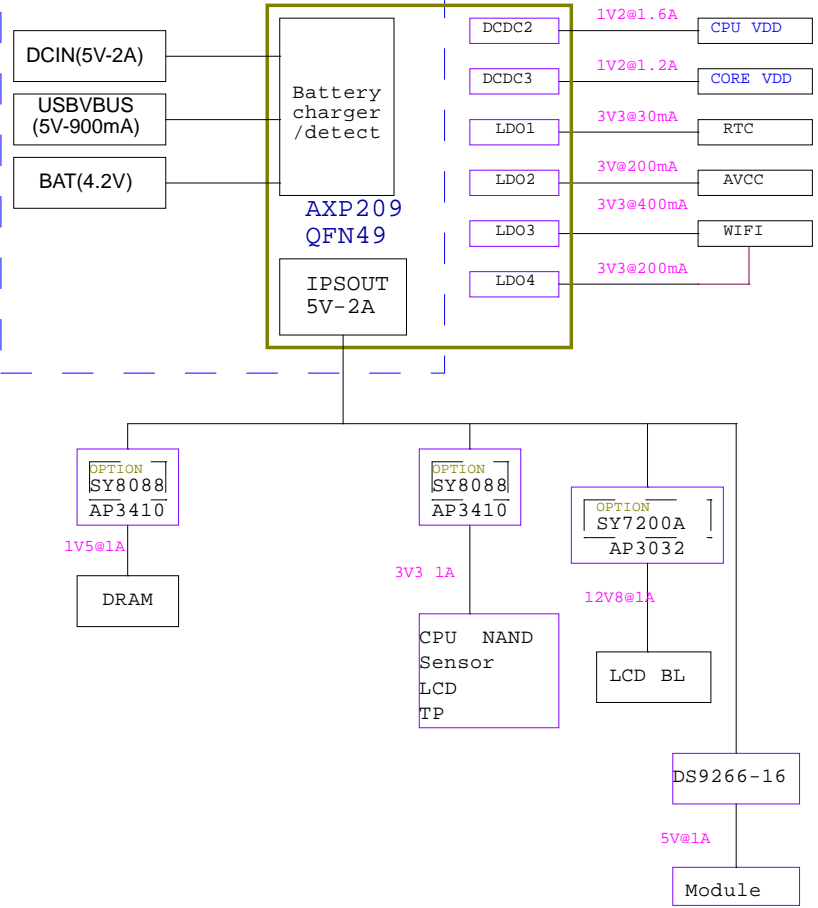 DCIN(5V-2A)
USBVBUS
(5V-900mA)
BAT(4.2V)
Battery
charger
/detect
AXP209
QFN49
IPSOUT
5V-2A
DCDC2
1V2@1.6A
CPU VDD
DCDC3
1V2@1.2A
CORE VDD
LDO1
3V3@30mA
RTC
LDO2
3V@200mA
AVCC
LDO3
3V3@400mA
WIFI
LDO4
3V3@200mA
OPTION
SY8088
AP3410
1V5@1A
DRAM
OPTION
SY8088
AP3410
3V3 1A
CPU NAND
Sensor
LCD
TP
OPTION
SY7200A
AP3032
12V8@1A
LCD BL
DS9266-16
5V@1A
Module